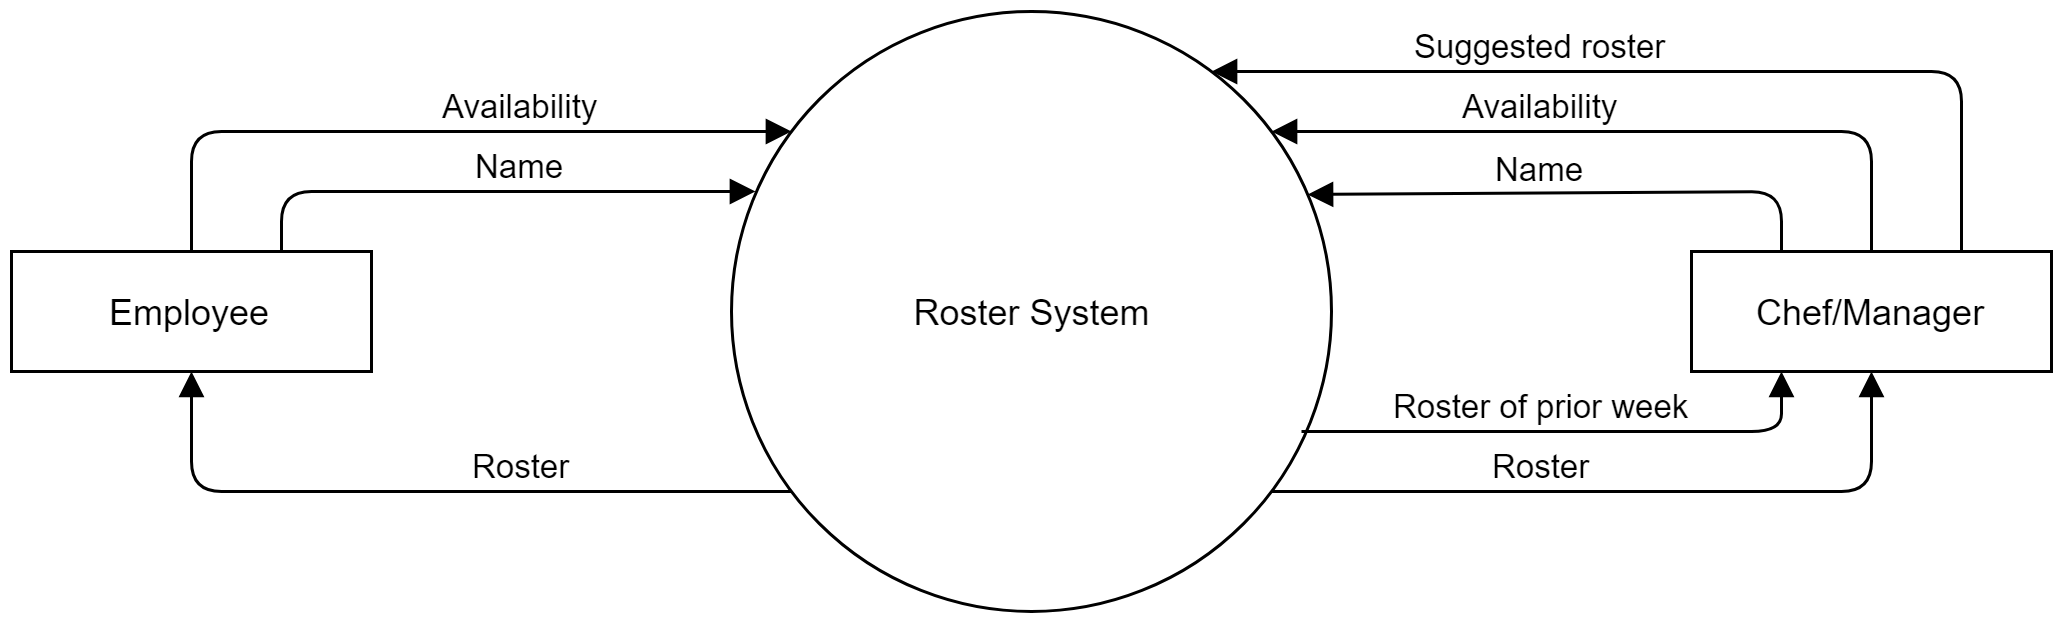 Suggested roster
Availability
Availability
Name
Name
Employee
Roster System
Chef/Manager
Roster of prior week
Roster
Roster